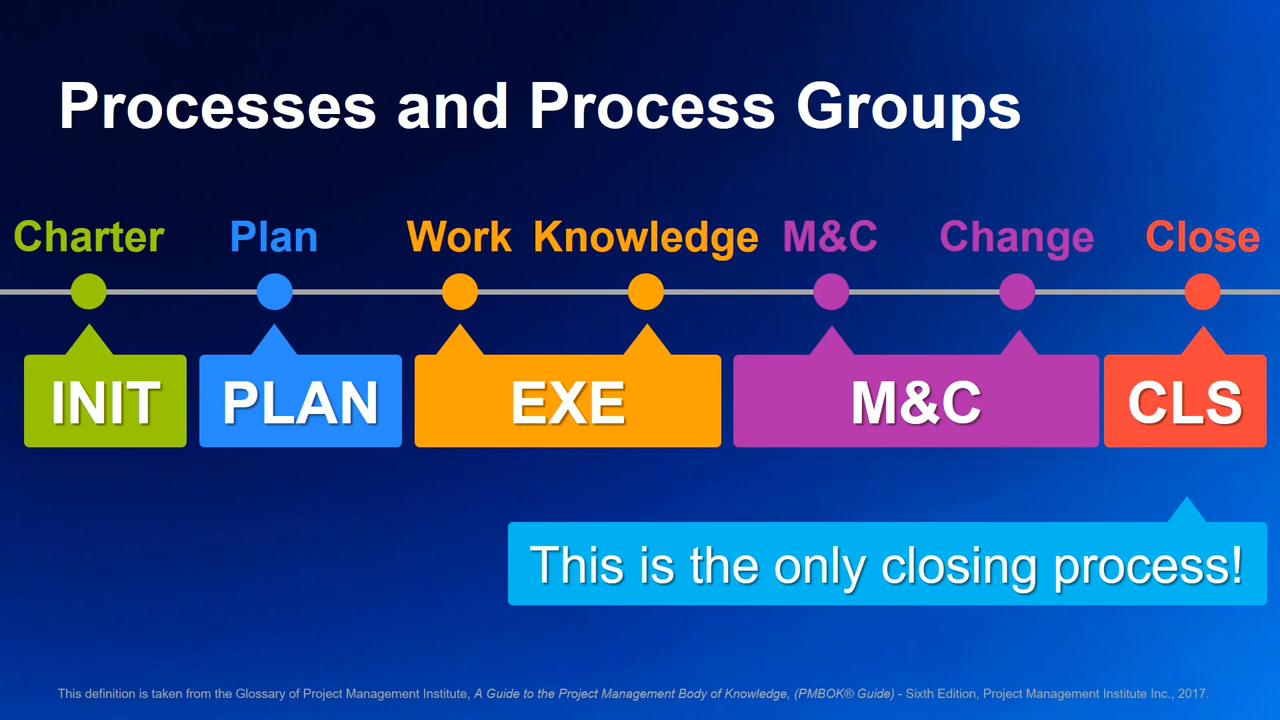 Processes and Process Groups
Charter Plan Work Knowledge M&C Change Close
INIT PLAN EXE M&C CLS
This is the only closing process!
This definition is taken from the Glossary of Project Management Institute, A Guide to the Project Management Body of Knowledge, (PMBOK® Guide) - Sixth Edition, Project Management Institute Inc., 2017.